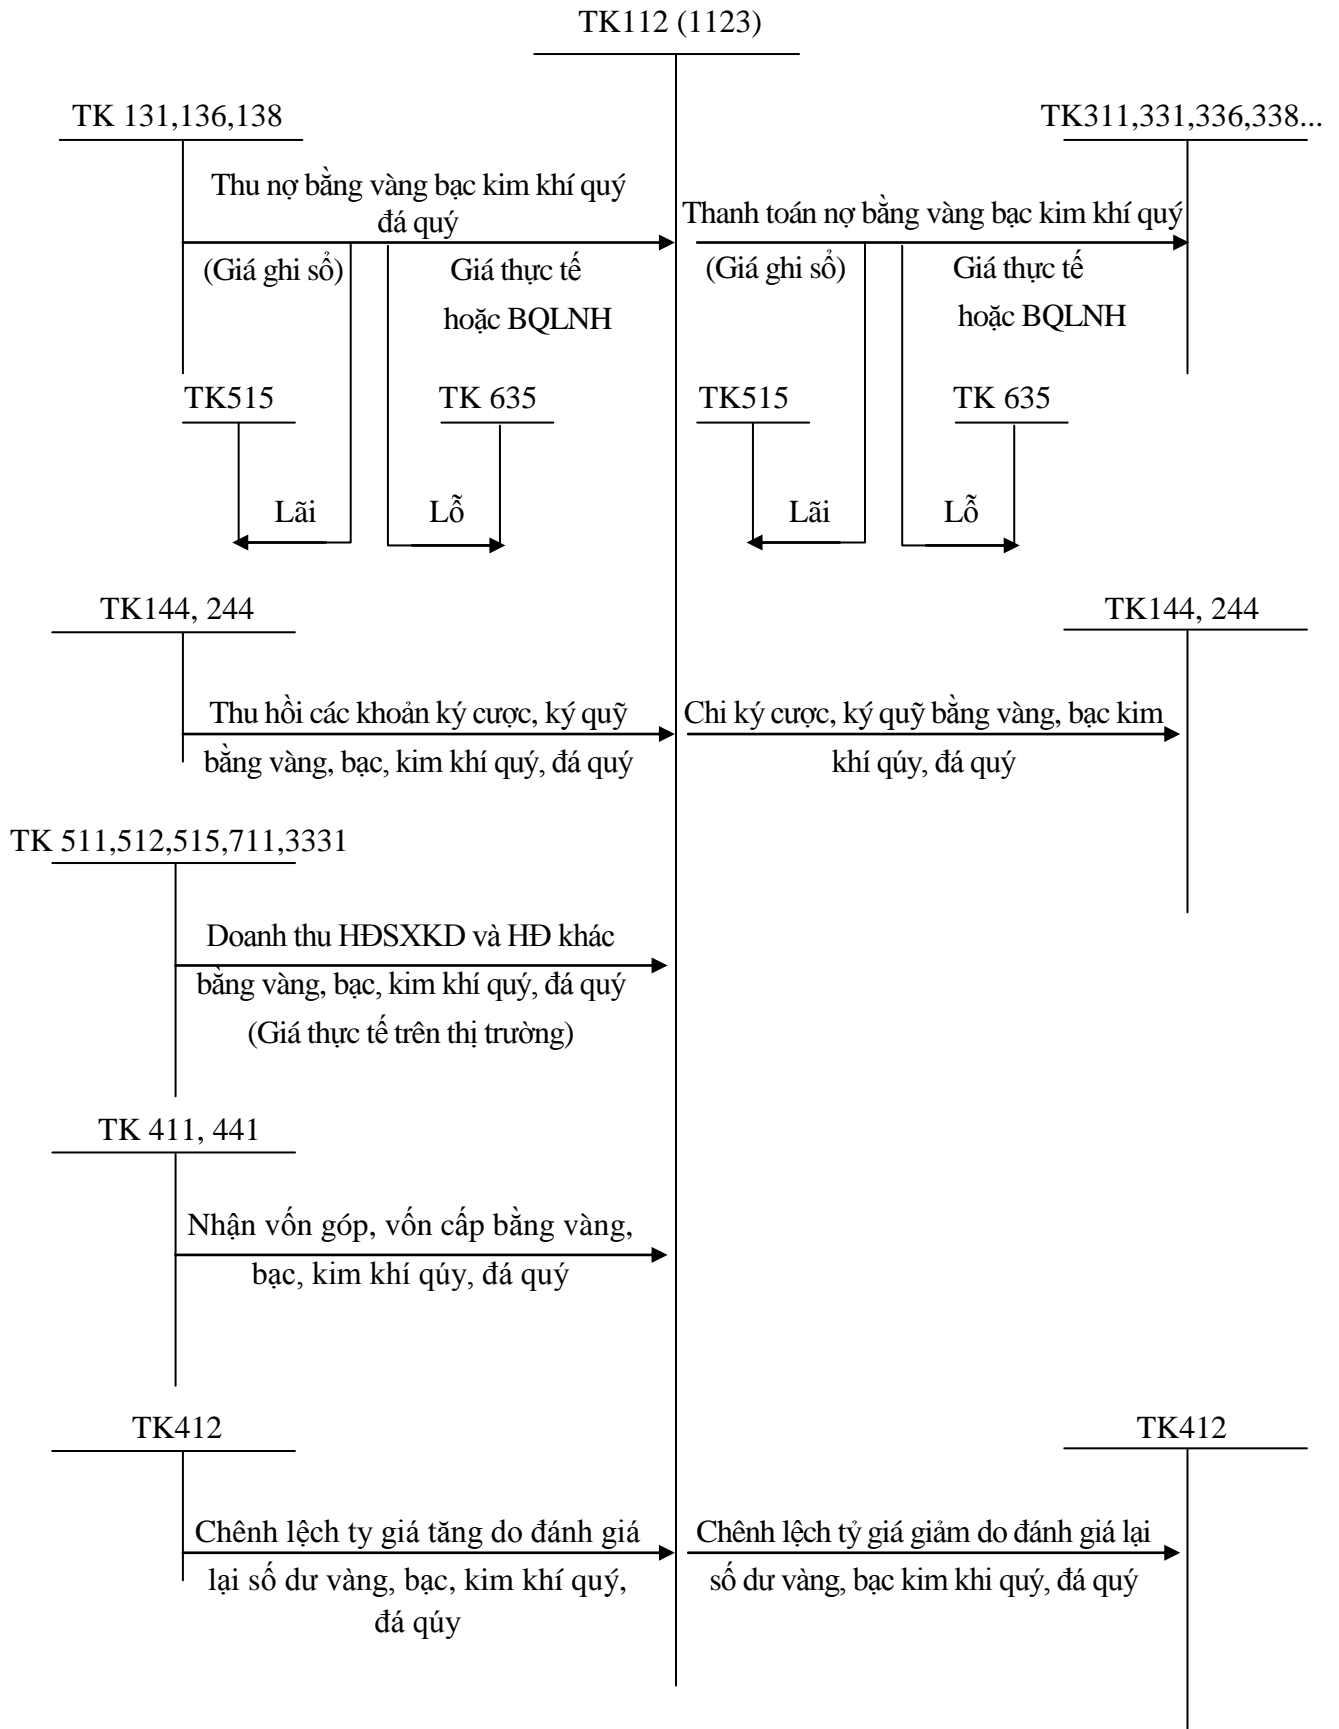 TK112 (1123)
TK 131,136,138
TK311,331,336,338...
Thu nợ bằng vàng bạc kim khí quý
đá quý
Thanh toán nợ bằng vàng bạc kim khí quý
(Giá ghi sổ)
Giá thực tế
hoặc BQLNH
(Giá ghi sổ)
Giá thực tế
hoặc BQLNH
TK515
TK 635
TK515
TK 635
Lãi
Lỗ
Lãi
Lỗ
TK144, 244
TK144, 244
Thu hồi các khoản ký cược, ký quỹ
bằng vàng, bạc, kim khí quý, đá quý
Chi ký cược, ký quỹ bằng vàng, bạc kim
khí qúy, đá quý
TK 511,512,515,711,3331
Doanh thu HĐSXKD và HĐ khác
bằng vàng, bạc, kim khí quý, đá quý
(Giá thực tế trên thị trường)
TK 411, 441
Nhận vốn góp, vốn cấp bằng vàng,
bạc, kim khí qúy, đá quý
TK412
TK412
Chênh lệch ty giá tăng do đánh giá
lại số dư vàng, bạc, kim khí quý,
đá qúy
Chênh lệch tỷ giá giảm do đánh giá lại
số dư vàng, bạc kim khi quý, đá quý